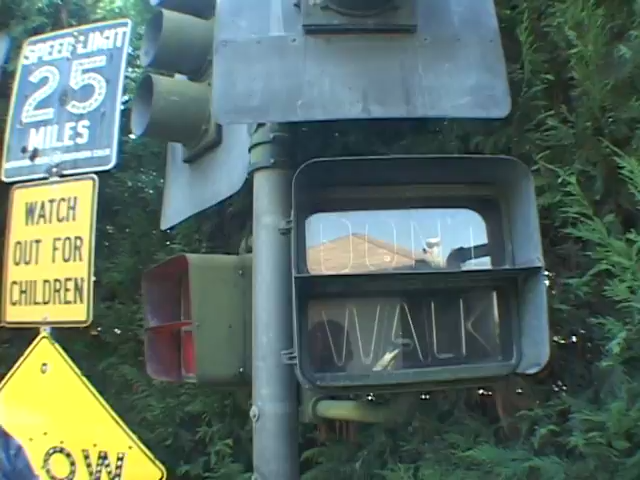 SPEED LIMIT
25
MILES
WATCH
OUT FOR
CHILDREN
DONT
WALK